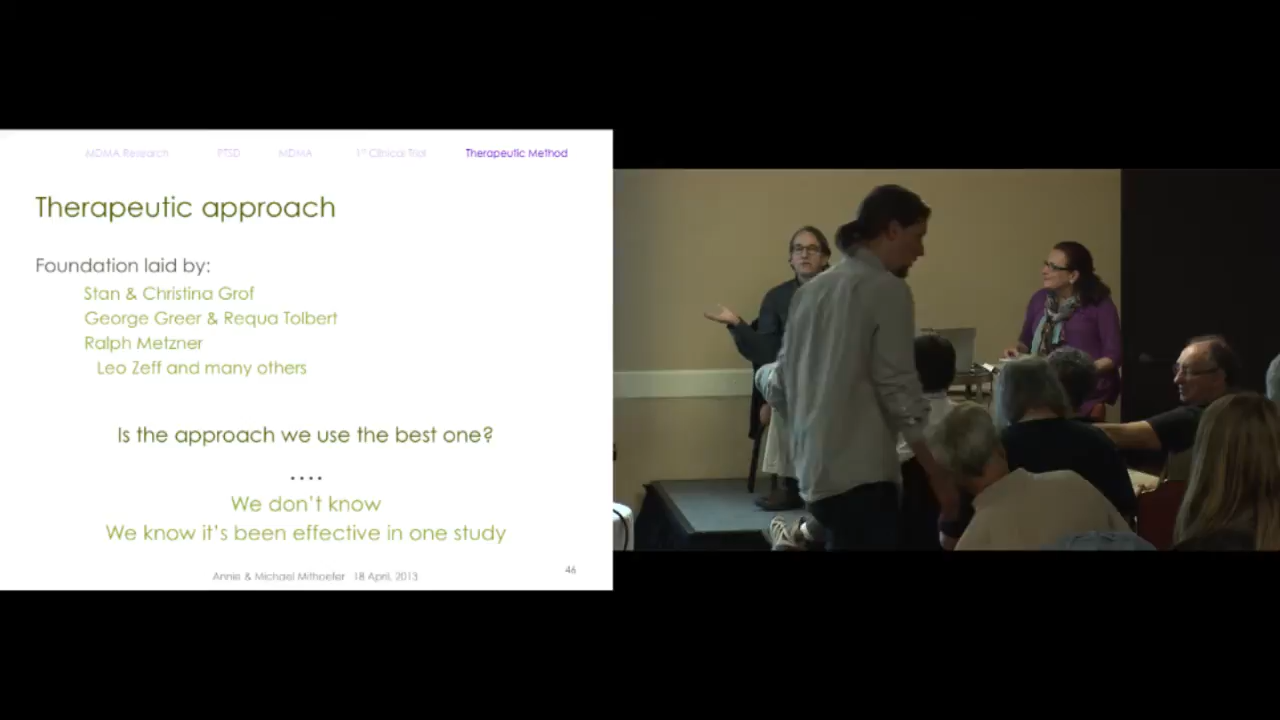 MDMA Research PTSD MDMA 1st Clinical Trial Therapeutic Method
Therapeutic approach
Foundation laid by:
Stan & Christina Grof
George Greer & Requa Tolbert
Ralph Metzner
Leo Zeff and many others
Is the approach we use the best one?
....
We don't know
We know it's been effective in one study
Annie & Michael Mithoefer 18 April, 2013
46